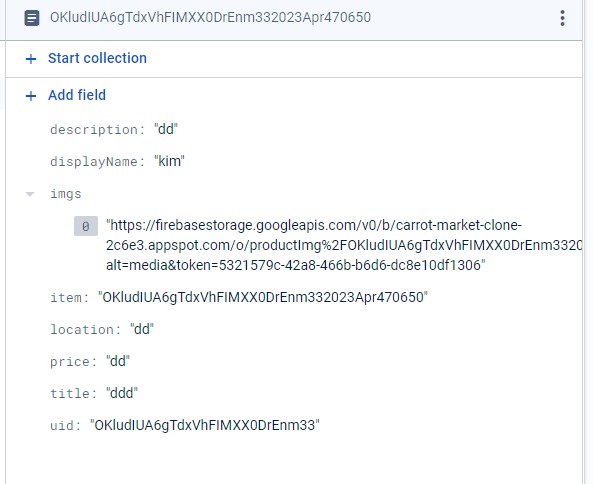 OKludIUA6gTdxVhFIMXX0DrEnm332023Apr470650
+ Start collection
+ Add field
description: "dd"
displayName: "kim"
imgs
0 "https://firebasestorage.googleapis.com/v0/b/carrot-market-clone-
2c6e3.appspot.com/o/productImg%2FOKludIUA6gTdxVhFIMXX0DrEnm3320
alt=media&token=5321579c-42a8-466b-b6d6-dc8e10df1306"
item: "OKludIUA6gTdxVhFIMXX0DrEnm332023Apr470650"
location: "dd"
price: "dd"
title: "ddd"
uid: "OKludIUA6gTdxVhFIMXX0DrEnm33"